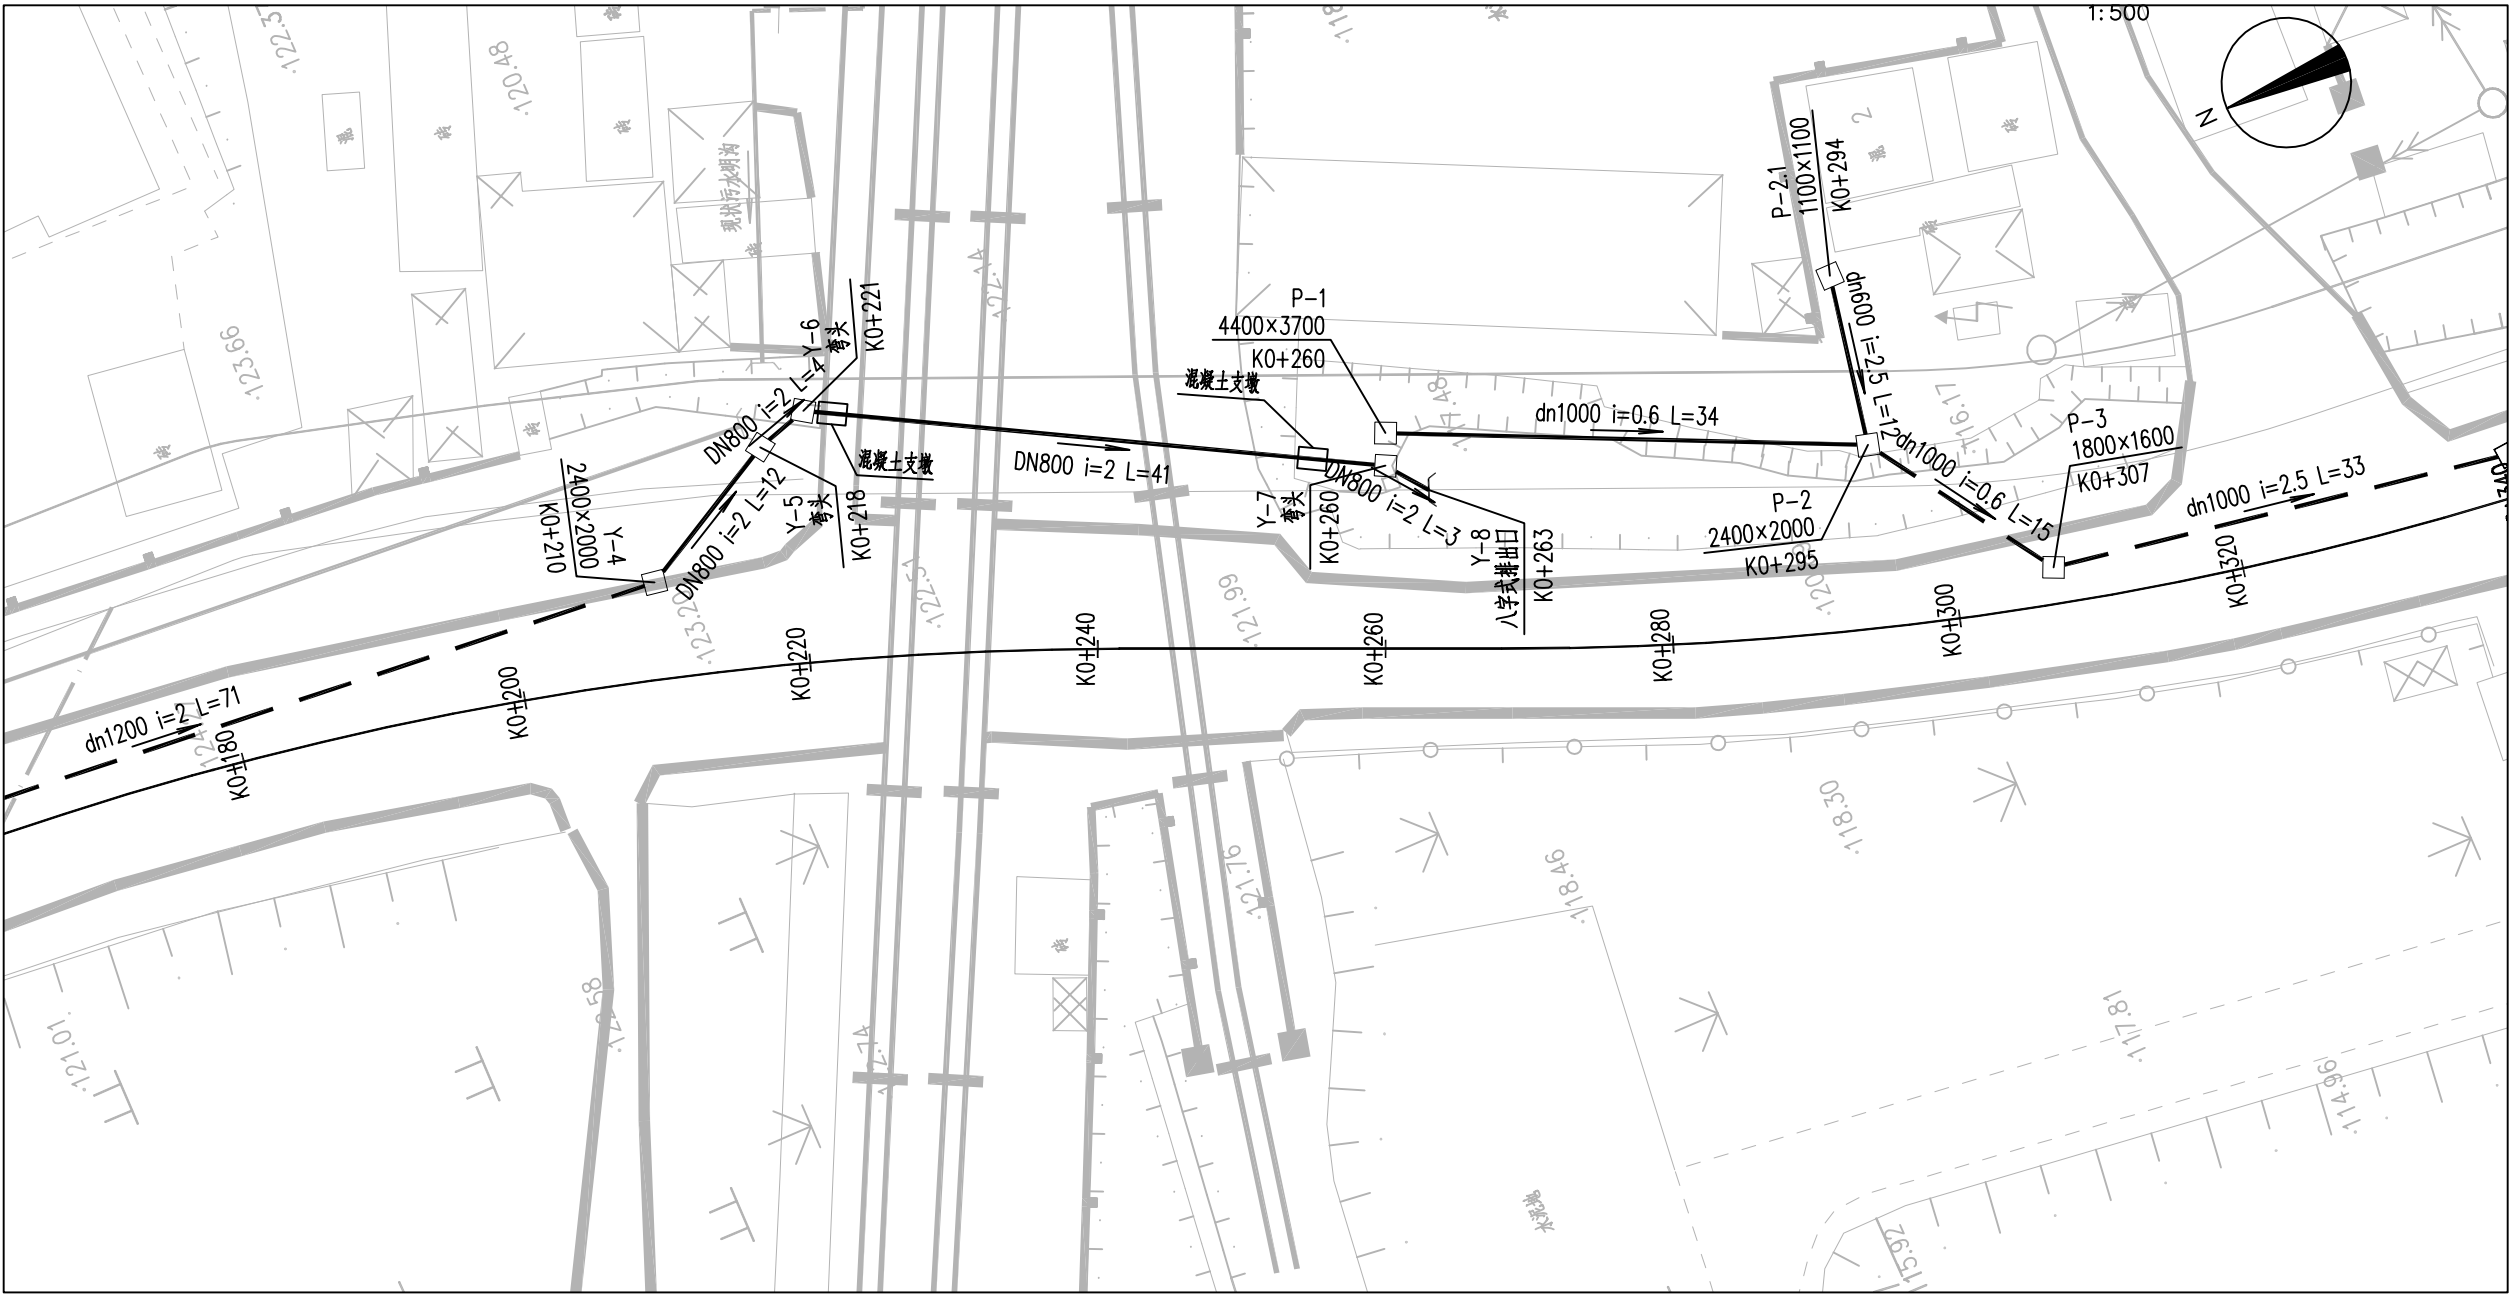 1:500
N
.120.48
2
P-2.1
1100×1100
K0+294
现状污水明沟
P-1
4400×3700
K0+260
Y-6
弯头
K0+221
dn600 i=2.5 L=12
.123.66
DN800 i=2 L=4
混凝土支墩
dn1000 i=0.6 L=34
P-3
1800×1600
K0+307
混凝土支墩
DN800 i=2 L=41
DN800 i=2 L=3
dn1000 i=0.6 L=15
dn1000 i=2.5 L=33
Y-4
2400×2000
K0+210
DN800 i=2 L=12
Y-5
弯头
K0+218
Y-7
弯头
K0+260
Y-8
八字式排出口
K0+263
P-2
2400×2000
K0+295
.123.20
.121.99
K0+180
K0+200
K0+220
K0+240
K0+260
K0+280
K0+300
K0+320
dn1200 i=2 L=71
.121.76
.118.46
.118.30
.121.01
.117.81
.114.96
水泥地